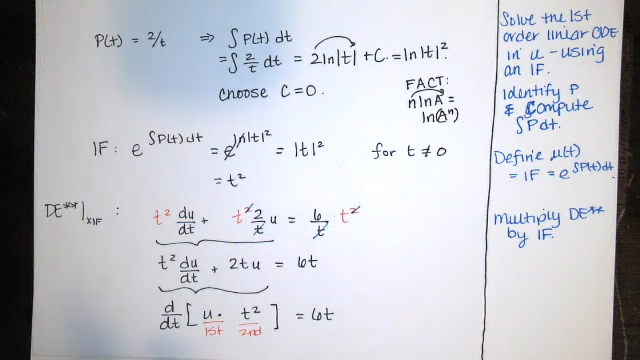 P(t) = 2/t ⇒ ∫ P(t) dt
= ∫ 2/t dt = 2 ln|t| + C = ln|t|².
choose C = 0.
FACT:
n ln A =
ln(Aⁿ)
IF: e^{∫P(t)dt} = e^{ln|t|²} = |t|² for t ≠ 0
= t²
DE**|ₓIF : t² du/dt + t² 2/t u = 6/t · t²
t² du/dt + 2tu = 6t
d/dt [ u · t² ] = 6t
1st 2nd
Solve the 1st
order linear ODE
in u - using
an IF.
Identify P
& Compute
∫Pdt.
Define μ(t)
= IF = e^{∫P(t)dt}.
Multiply DE**
by IF.